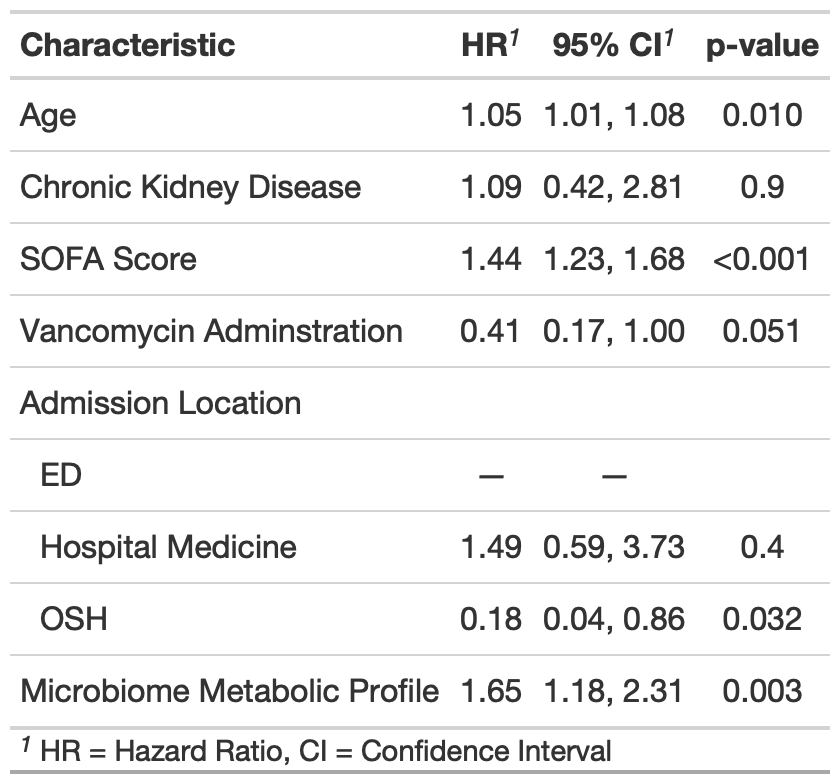 Characteristic HR1 95% CI1 p-value
Age 1.05 1.01, 1.08 0.010
Chronic Kidney Disease 1.09 0.42, 2.81 0.9
SOFA Score 1.44 1.23, 1.68 <0.001
Vancomycin Adminstration 0.41 0.17, 1.00 0.051
Admission Location
ED — —
Hospital Medicine 1.49 0.59, 3.73 0.4
OSH 0.18 0.04, 0.86 0.032
Microbiome Metabolic Profile 1.65 1.18, 2.31 0.003
1 HR = Hazard Ratio, CI = Confidence Interval